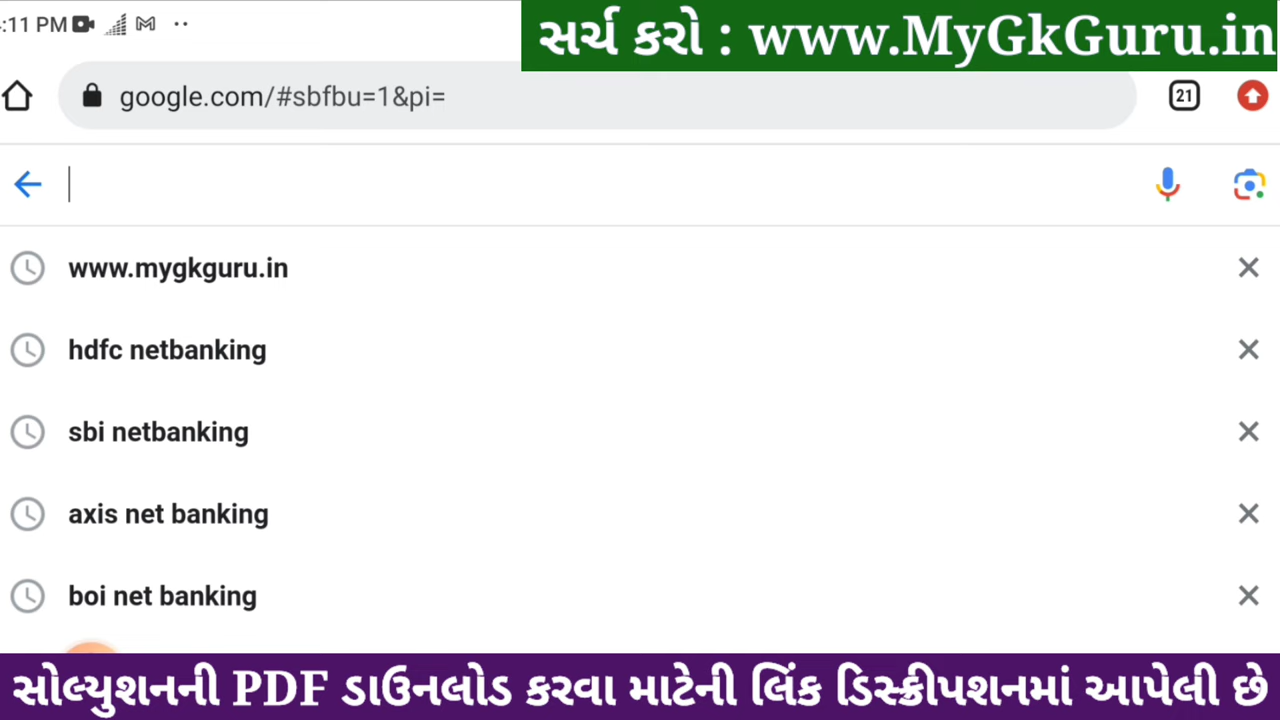 :11 PM
સર્ચ કરો : www.MyGkGuru.in
google.com/#sbfbu=1&pi=
21
www.mygkguru.in
hdfc netbanking
sbi netbanking
axis net banking
boi net banking
સોલ્યુશનની PDF ડાઉનલોડ કરવા માટેની લિંક ડિસ્ક્રીપશનમાં આપેલી છે